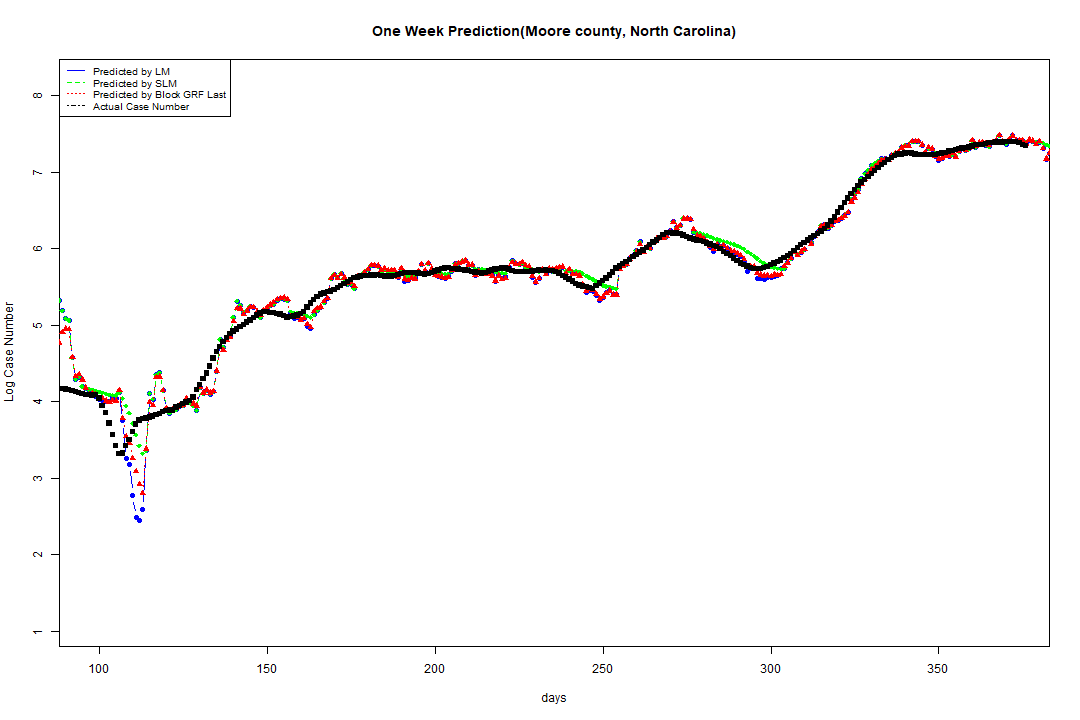 One Week Prediction(Moore county, North Carolina)
Predicted by LM
Predicted by SLM
Predicted by Block GRF Last
Actual Case Number
8
7
6
5
4
3
2
1
Log Case Number
100 150 200 250 300 350
days